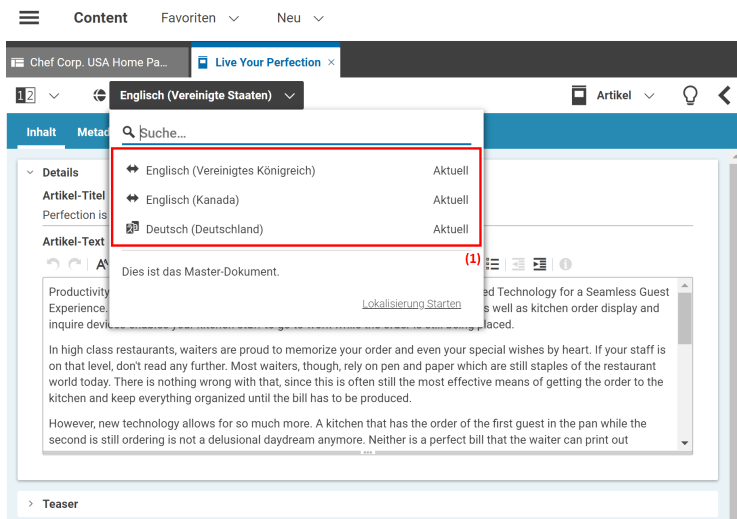 Content Favoriten Neu
Chef Corp. USA Home Pa... Live Your Perfection ×
12 Englisch (Vereinigte Staaten) Artikel
Inhalt Metad
Suche...
Details
Englisch (Vereinigtes Königreich) Aktuell
Artikel-Titel
Englisch (Kanada) Aktuell
Perfection is
Deutsch (Deutschland) Aktuell
Artikel-Text
(1)
Dies ist das Master-Dokument.
Productivity ed Technology for a Seamless Guest
Lokalisierung Starten
Experience. s well as kitchen order display and
inquire devices enables your kitchen staff to go to work while the order is still being placed.
In high class restaurants, waiters are proud to memorize your order and even your special wishes by heart. If your staff is
on that level, don't read any further. Most waiters, though, rely on pen and paper which are still staples of the restaurant
world today. There is nothing wrong with that, since this is often still the most effective means of getting the order to the
kitchen and keep everything organized until the bill has to be produced.
However, new technology allows for so much more. A kitchen that has the order of the first guest in the pan while the
second is still ordering is not a delusional daydream anymore. Neither is a perfect bill that the waiter can print out
Teaser